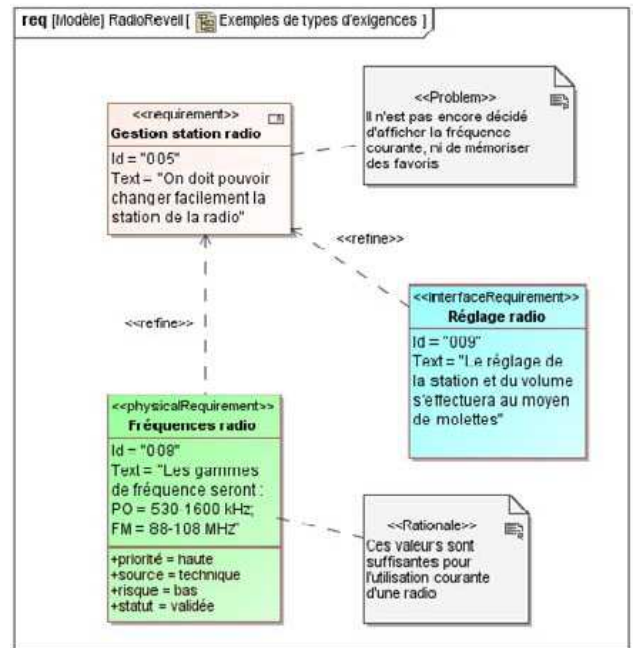 req [Modèle] RadioReveil [ Exemples de types d'exigences ]
<<requirement>>
Gestion station radio
Id = "005"
Text = "On doit pouvoir
changer facilement la
station de la radio"
<<Problem>>
Il n'est pas encore décidé
d'afficher la fréquence
courante, ni de mémoriser
des favoris
<<refine>>
<<interfaceRequirement>>
Réglage radio
Id = "009"
Text = "Le réglage de
la station et du volume
s'effectuera au moyen
de molettes"
<<refine>>
<<physicalRequirement>>
Fréquences radio
Id = "008"
Text = "Les gammes
de fréquence seront :
PO = 530-1600 kHz;
FM = 88-108 MHz"
+priorité = haute
+source = technique
+risque = bas
+statut = validée
<<Rationale>>
Ces valeurs sont
suffisantes pour
l'utilisation courante
d'une radio